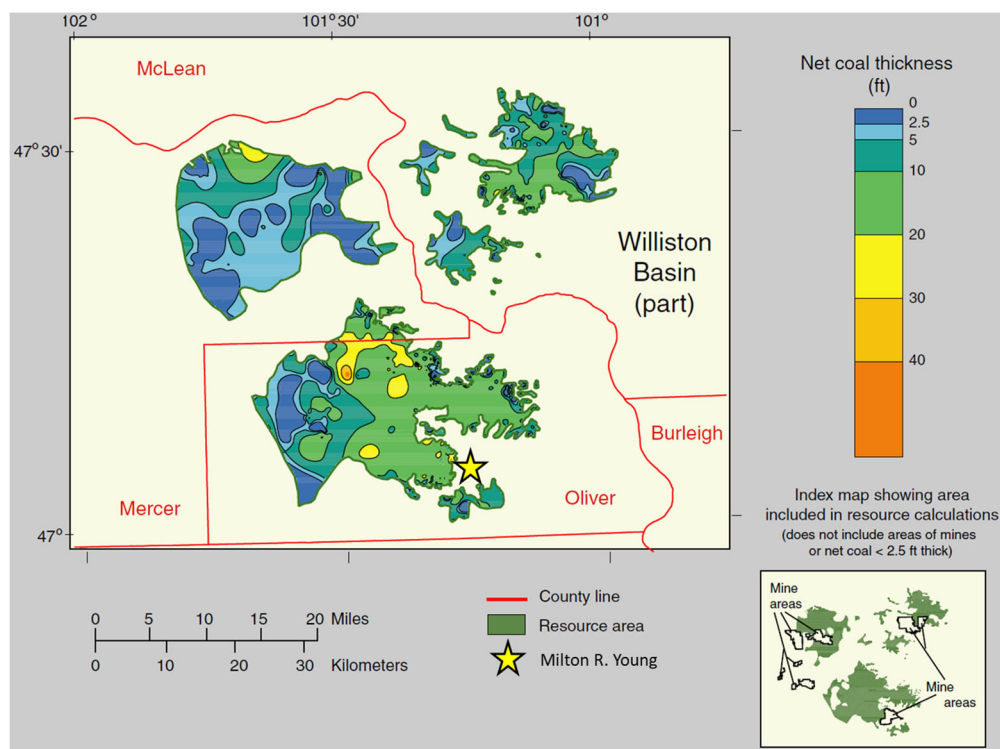 102°
101°30'
101°
McLean
47°30'
Williston
Basin
(part)
Burleigh
Mercer
Oliver
47°
Net coal thickness
(ft)
0
2.5
5
10
20
30
40
Index map showing area
included in resource calculations
(does not include areas of mines
or net coal < 2.5 ft thick)
0 5 10 15 20 Miles
0 10 20 30 Kilometers
County line
Resource area
Milton R. Young
Mine
areas
Mine
areas